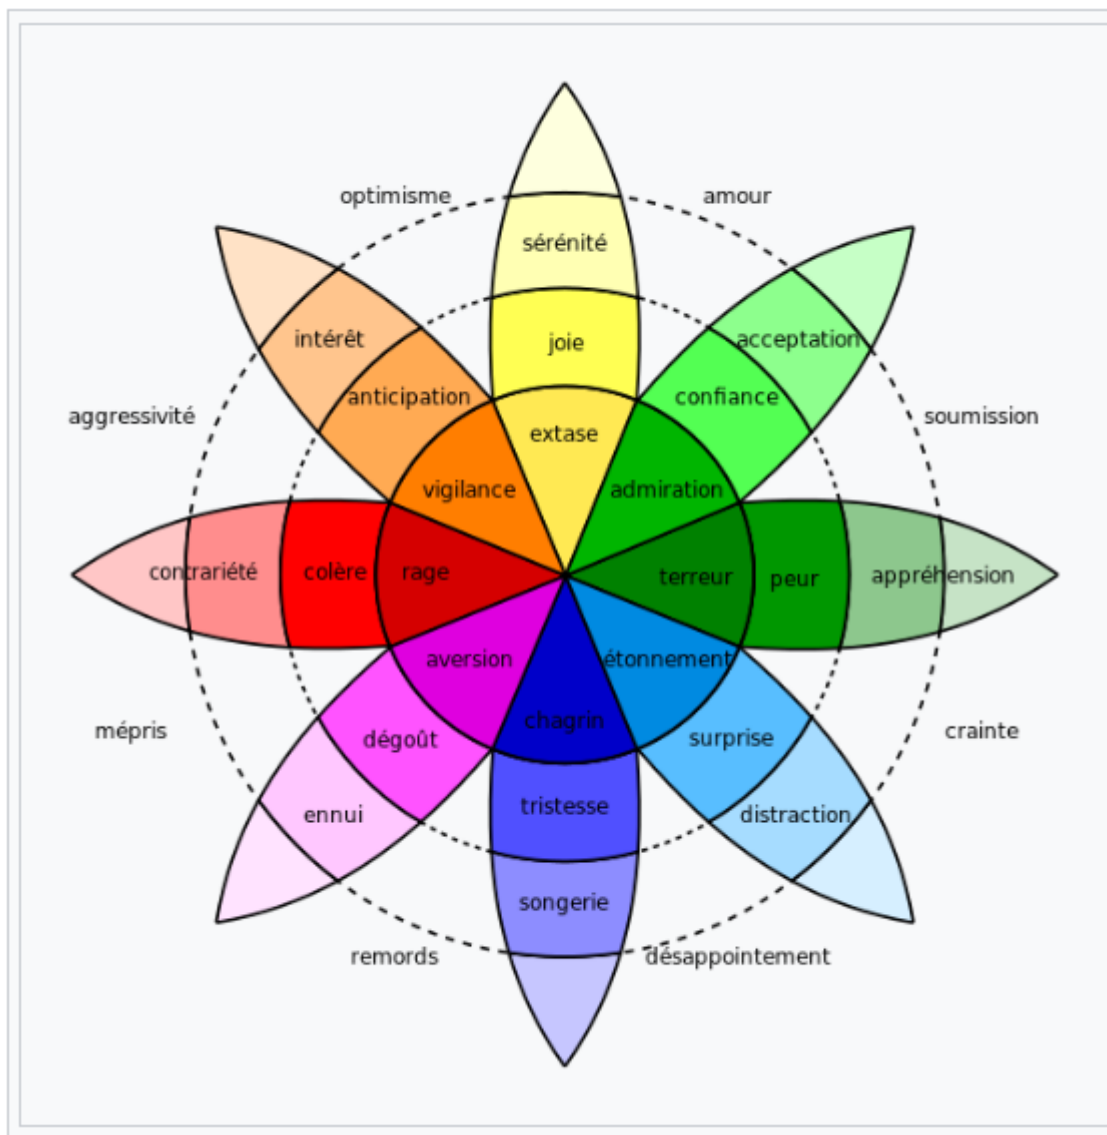 optimisme
amour
sérénité
intérêt
joie
acceptation
anticipation
confiance
aggressivité
soumission
extase
vigilance
admiration
contrariété
colère
rage
terreur
peur
appréhension
aversion
étonnement
chagrin
mépris
dégoût
surprise
crainte
tristesse
ennui
distraction
songerie
remords
désappointement